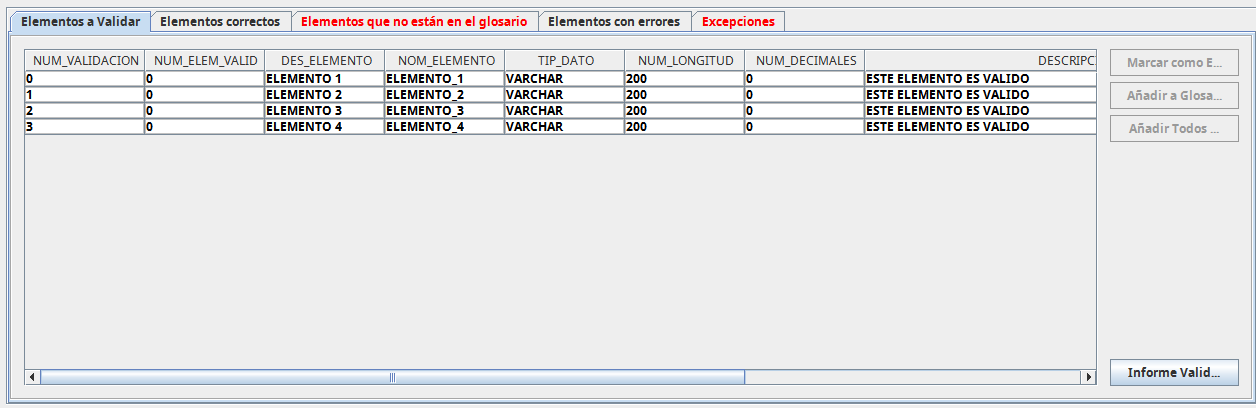 Elementos a Validar Elementos correctos Elementos que no están en el glosario Elementos con errores Excepciones
NUM_VALIDACION NUM_ELEM_VALID DES_ELEMENTO NOM_ELEMENTO TIP_DATO NUM_LONGITUD NUM_DECIMALES DESCRIPC
0 0 ELEMENTO 1 ELEMENTO_1 VARCHAR 200 0 ESTE ELEMENTO ES VALIDO
1 0 ELEMENTO 2 ELEMENTO_2 VARCHAR 200 0 ESTE ELEMENTO ES VALIDO
2 0 ELEMENTO 3 ELEMENTO_3 VARCHAR 200 0 ESTE ELEMENTO ES VALIDO
3 0 ELEMENTO 4 ELEMENTO_4 VARCHAR 200 0 ESTE ELEMENTO ES VALIDO
Marcar como E...
Añadir a Glosa...
Añadir Todos ...
Informe Valid...